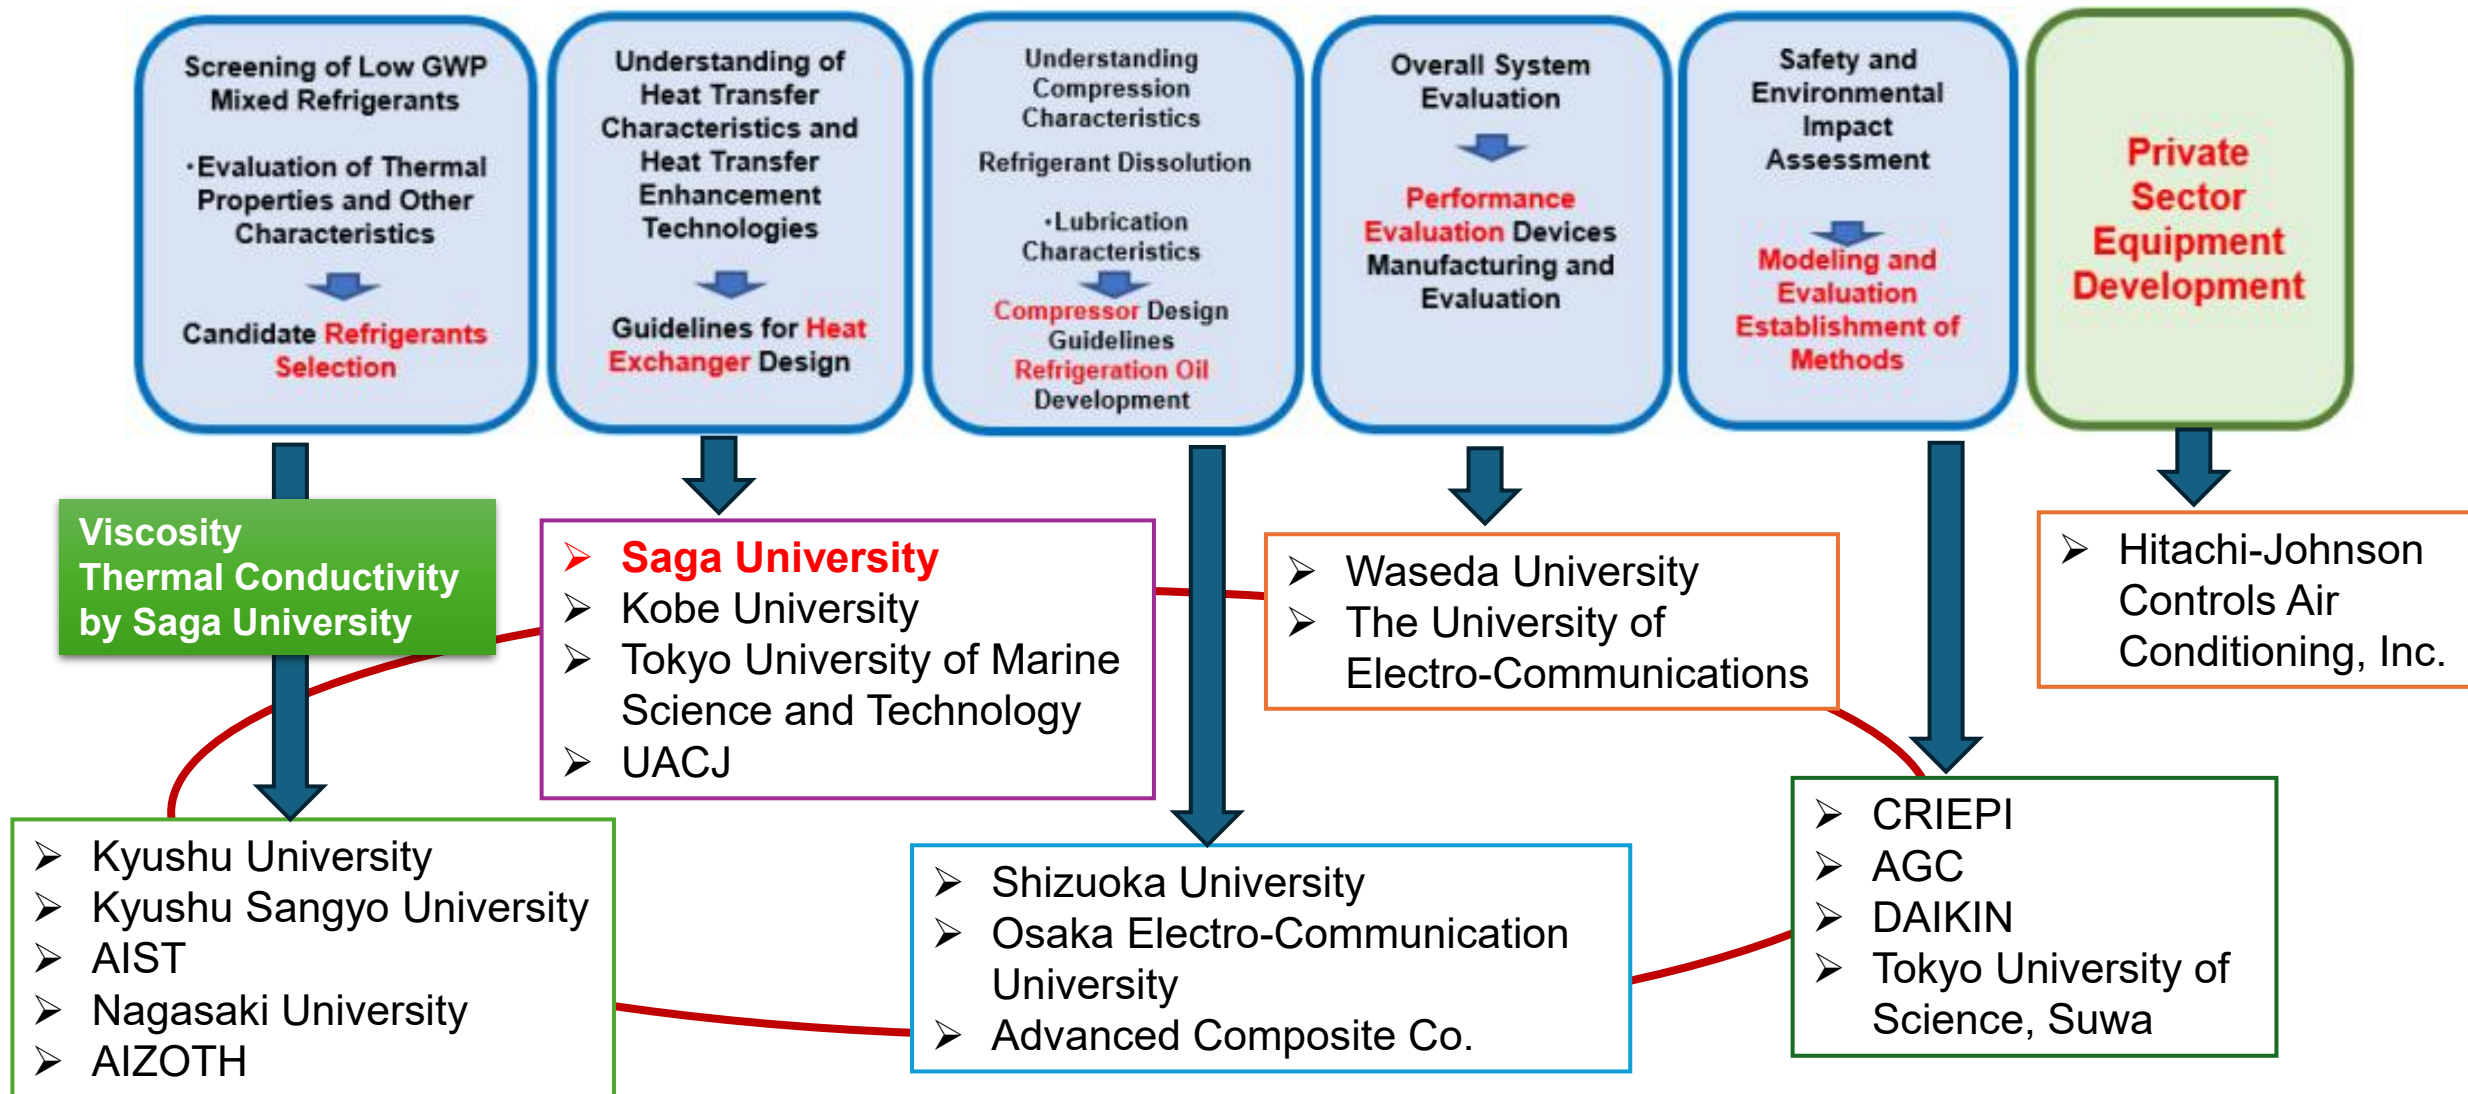 Screening of Low GWP
Mixed Refrigerants
・Evaluation of Thermal
Properties and Other
Characteristics
Candidate Refrigerants
Selection
Understanding of
Heat Transfer
Characteristics and
Heat Transfer
Enhancement
Technologies
Guidelines for Heat
Exchanger Design
Understanding
Compression
Characteristics
Refrigerant Dissolution
・Lubrication
Characteristics
Compressor Design
Guidelines
Refrigeration Oil
Development
Overall System
Evaluation
Performance
Evaluation Devices
Manufacturing and
Evaluation
Safety and
Environmental
Impact
Assessment
Modeling and
Evaluation
Establishment of
Methods
Private
Sector
Equipment
Development
Viscosity
Thermal Conductivity
by Saga University
➢ Saga University
➢ Kobe University
➢ Tokyo University of Marine
Science and Technology
➢ UACJ
➢ Waseda University
➢ The University of
Electro-Communications
➢ Hitachi-Johnson
Controls Air
Conditioning, Inc.
➢ Kyushu University
➢ Kyushu Sangyo University
➢ AIST
➢ Nagasaki University
➢ AIZOTH
➢ Shizuoka University
➢ Osaka Electro-Communication
University
➢ Advanced Composite Co.
➢ CRIEPI
➢ AGC
➢ DAIKIN
➢ Tokyo University of
Science, Suwa